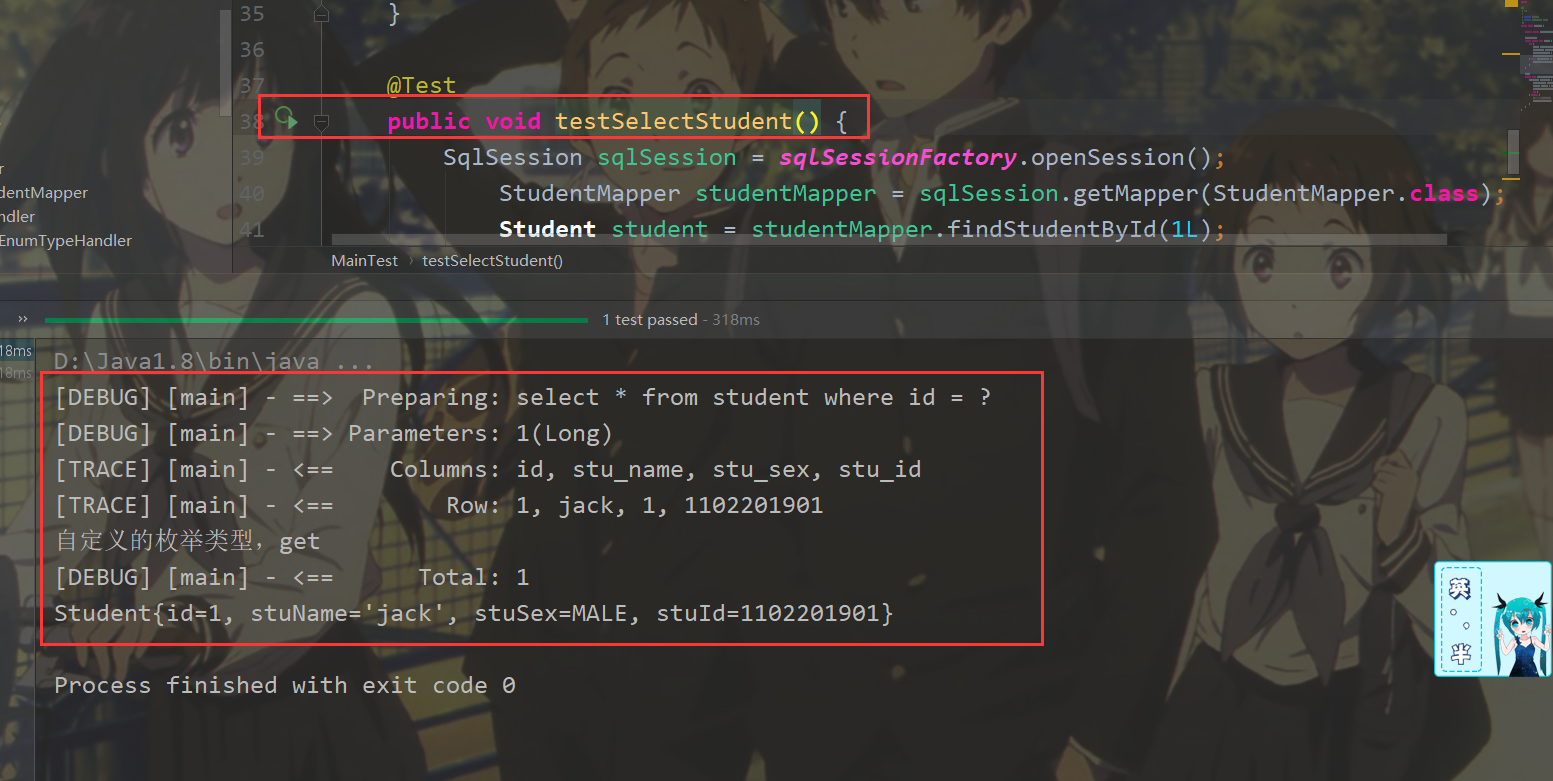 35 }
36
37 @Test
38 public void testSelectStudent() {
39 SqlSession sqlSession = sqlSessionFactory.openSession();
40 StudentMapper studentMapper = sqlSession.getMapper(StudentMapper.class);
41 Student student = studentMapper.findStudentById(1L);
r
dentMapper
ndler
EnumTypeHandler
MainTest › testSelectStudent()
» 1 test passed - 318ms
18ms
18ms
D:\Java1.8\bin\java ...
[DEBUG] [main] - ==>  Preparing: select * from student where id = ?
[DEBUG] [main] - ==> Parameters: 1(Long)
[TRACE] [main] - <==    Columns: id, stu_name, stu_sex, stu_id
[TRACE] [main] - <==        Row: 1, jack, 1, 1102201901
自定义的枚举类型，get
[DEBUG] [main] - <==      Total: 1
Student{id=1, stuName='jack', stuSex=MALE, stuId=1102201901}
Process finished with exit code 0
英
半